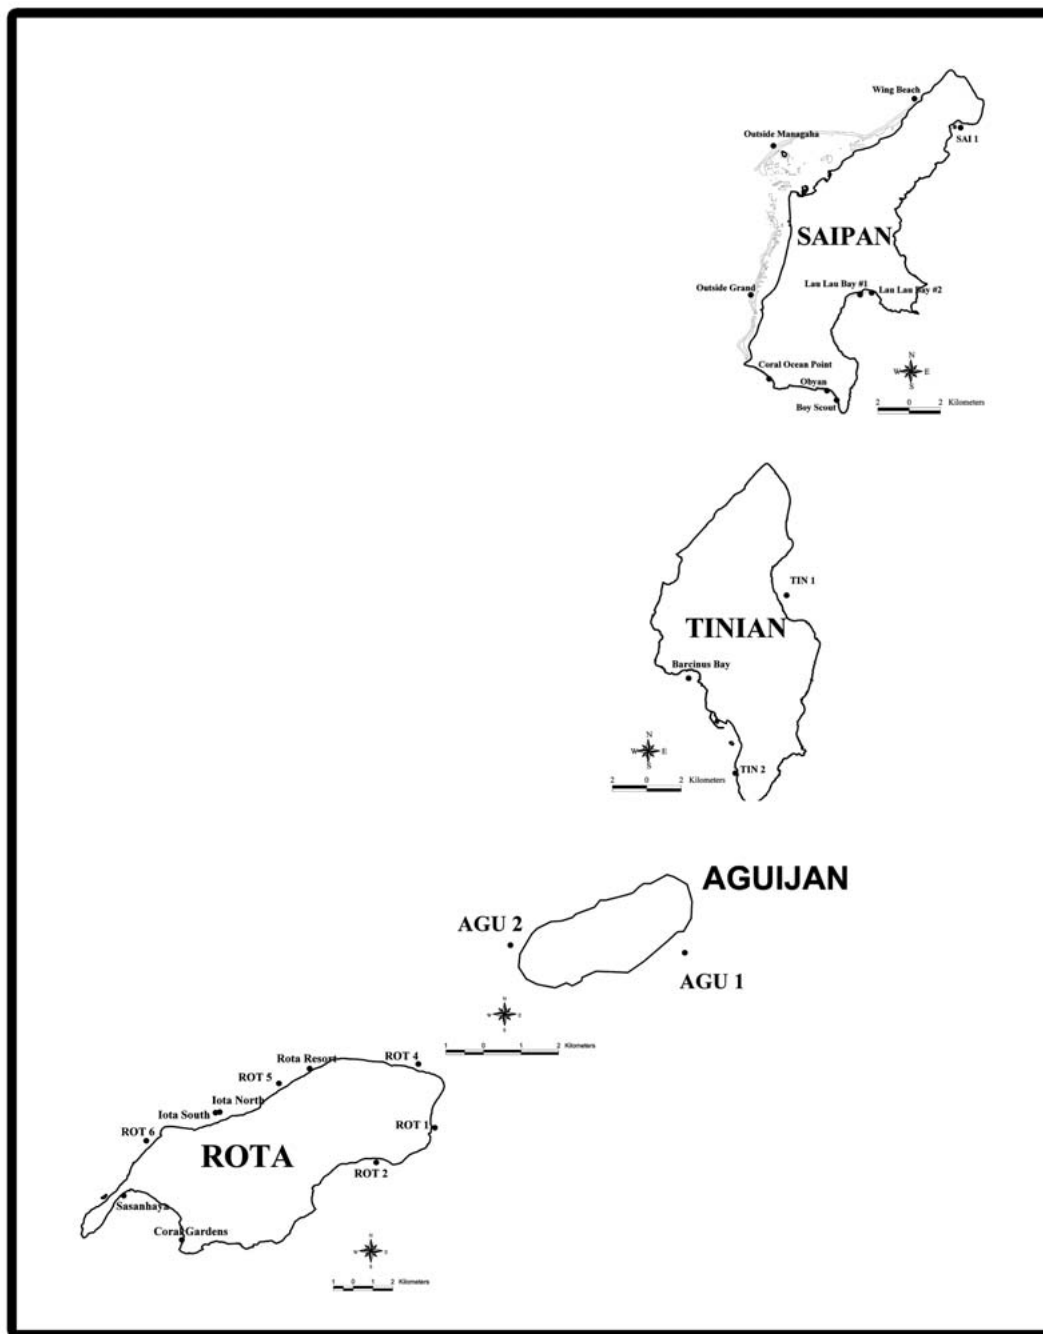 Wing Beach
SAI 1
Outside Managaha
SAIPAN
Lau Lau Bay #1
Lau Lau Bay #2
Outside Grand
Coral Ocean Point
Obyan
Boy Scout
N
W E
S
2 0 2 Kilometers
TIN 1
TINIAN
Barcinus Bay
N
W E
S
TIN 2
2 0 2 Kilometers
AGUIJAN
AGU 2
AGU 1
N
W E
S
1 0 1 2 Kilometers
ROT 4
Rota Resort
ROT 5
Iota North
Iota South
ROT 1
ROT 6
ROTA
ROT 2
Sasanhaya
Coral Gardens
N
W E
S
1 0 1 2 Kilometers